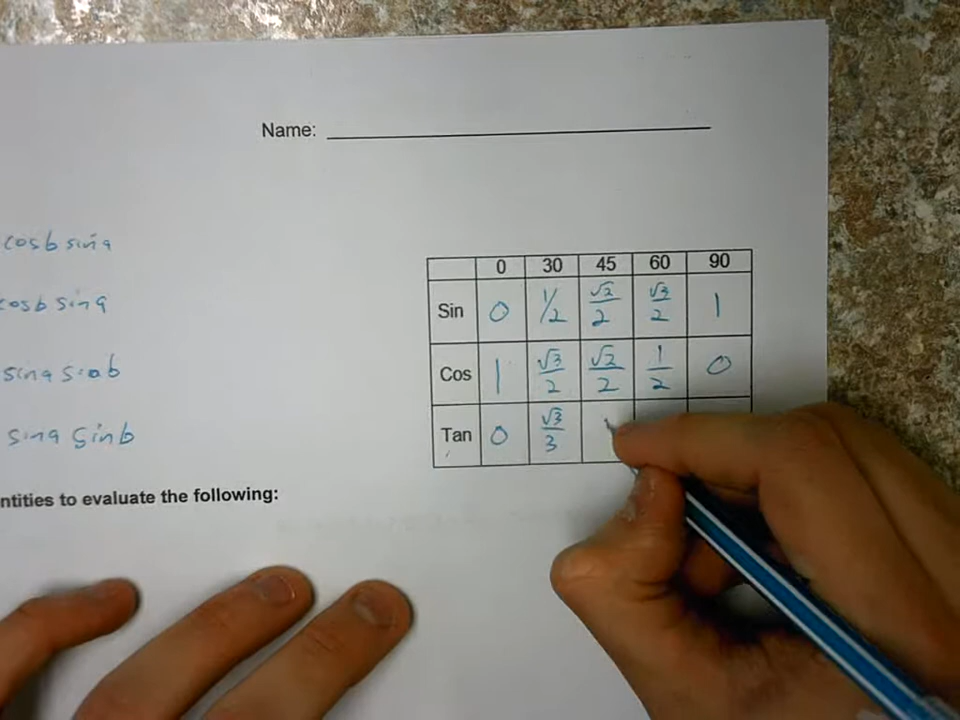 Name:
cosb sina
cosb sina
sina sinb
sina sinb
0 30 45 60 90
Sin 0 1/2 √2/2 √3/2 1
Cos 1 √3/2 √2/2 1/2 0
Tan 0 √3/3
ntities to evaluate the following: